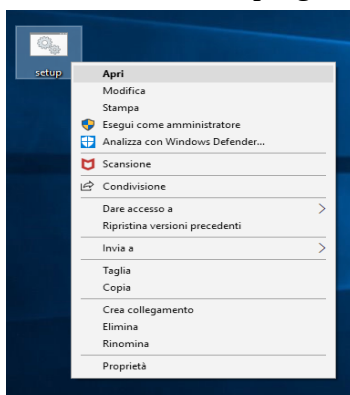 setup
Apri
Modifica
Stampa
Esegui come amministratore
Analizza con Windows Defender...
Scansione
Condivisione
Dare accesso a
Ripristina versioni precedenti
Invia a
Taglia
Copia
Crea collegamento
Elimina
Rinomina
Proprietà